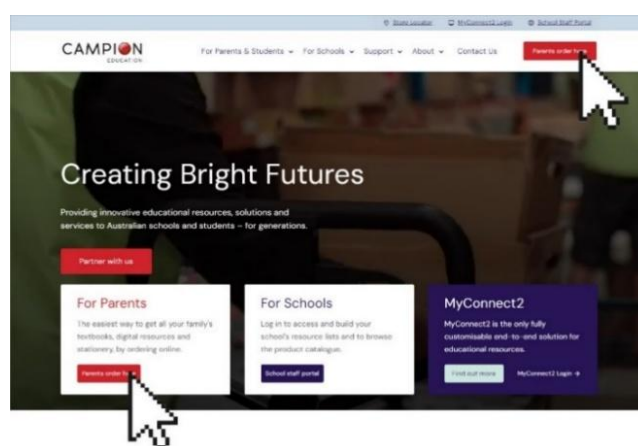 Store Locator MyConnect2 Login School Staff Portal
CAMPION
EDUCATION
For Parents & Students For Schools Support About Contact Us Parents order
Creating Bright Futures
Providing innovative educational resources, solutions and
services to Australian schools and students – for generations.
Partner with us
For Parents
The easiest way to get all your family's
textbooks, digital resources and
stationery, by ordering online.
Parents order
For Schools
Log in to access and build your
school's resource lists and to browse
the product catalogue.
School staff portal
MyConnect2
MyConnect2 is the only fully
customisable end-to-end solution for
educational resources.
Find out more MyConnect2 Login →